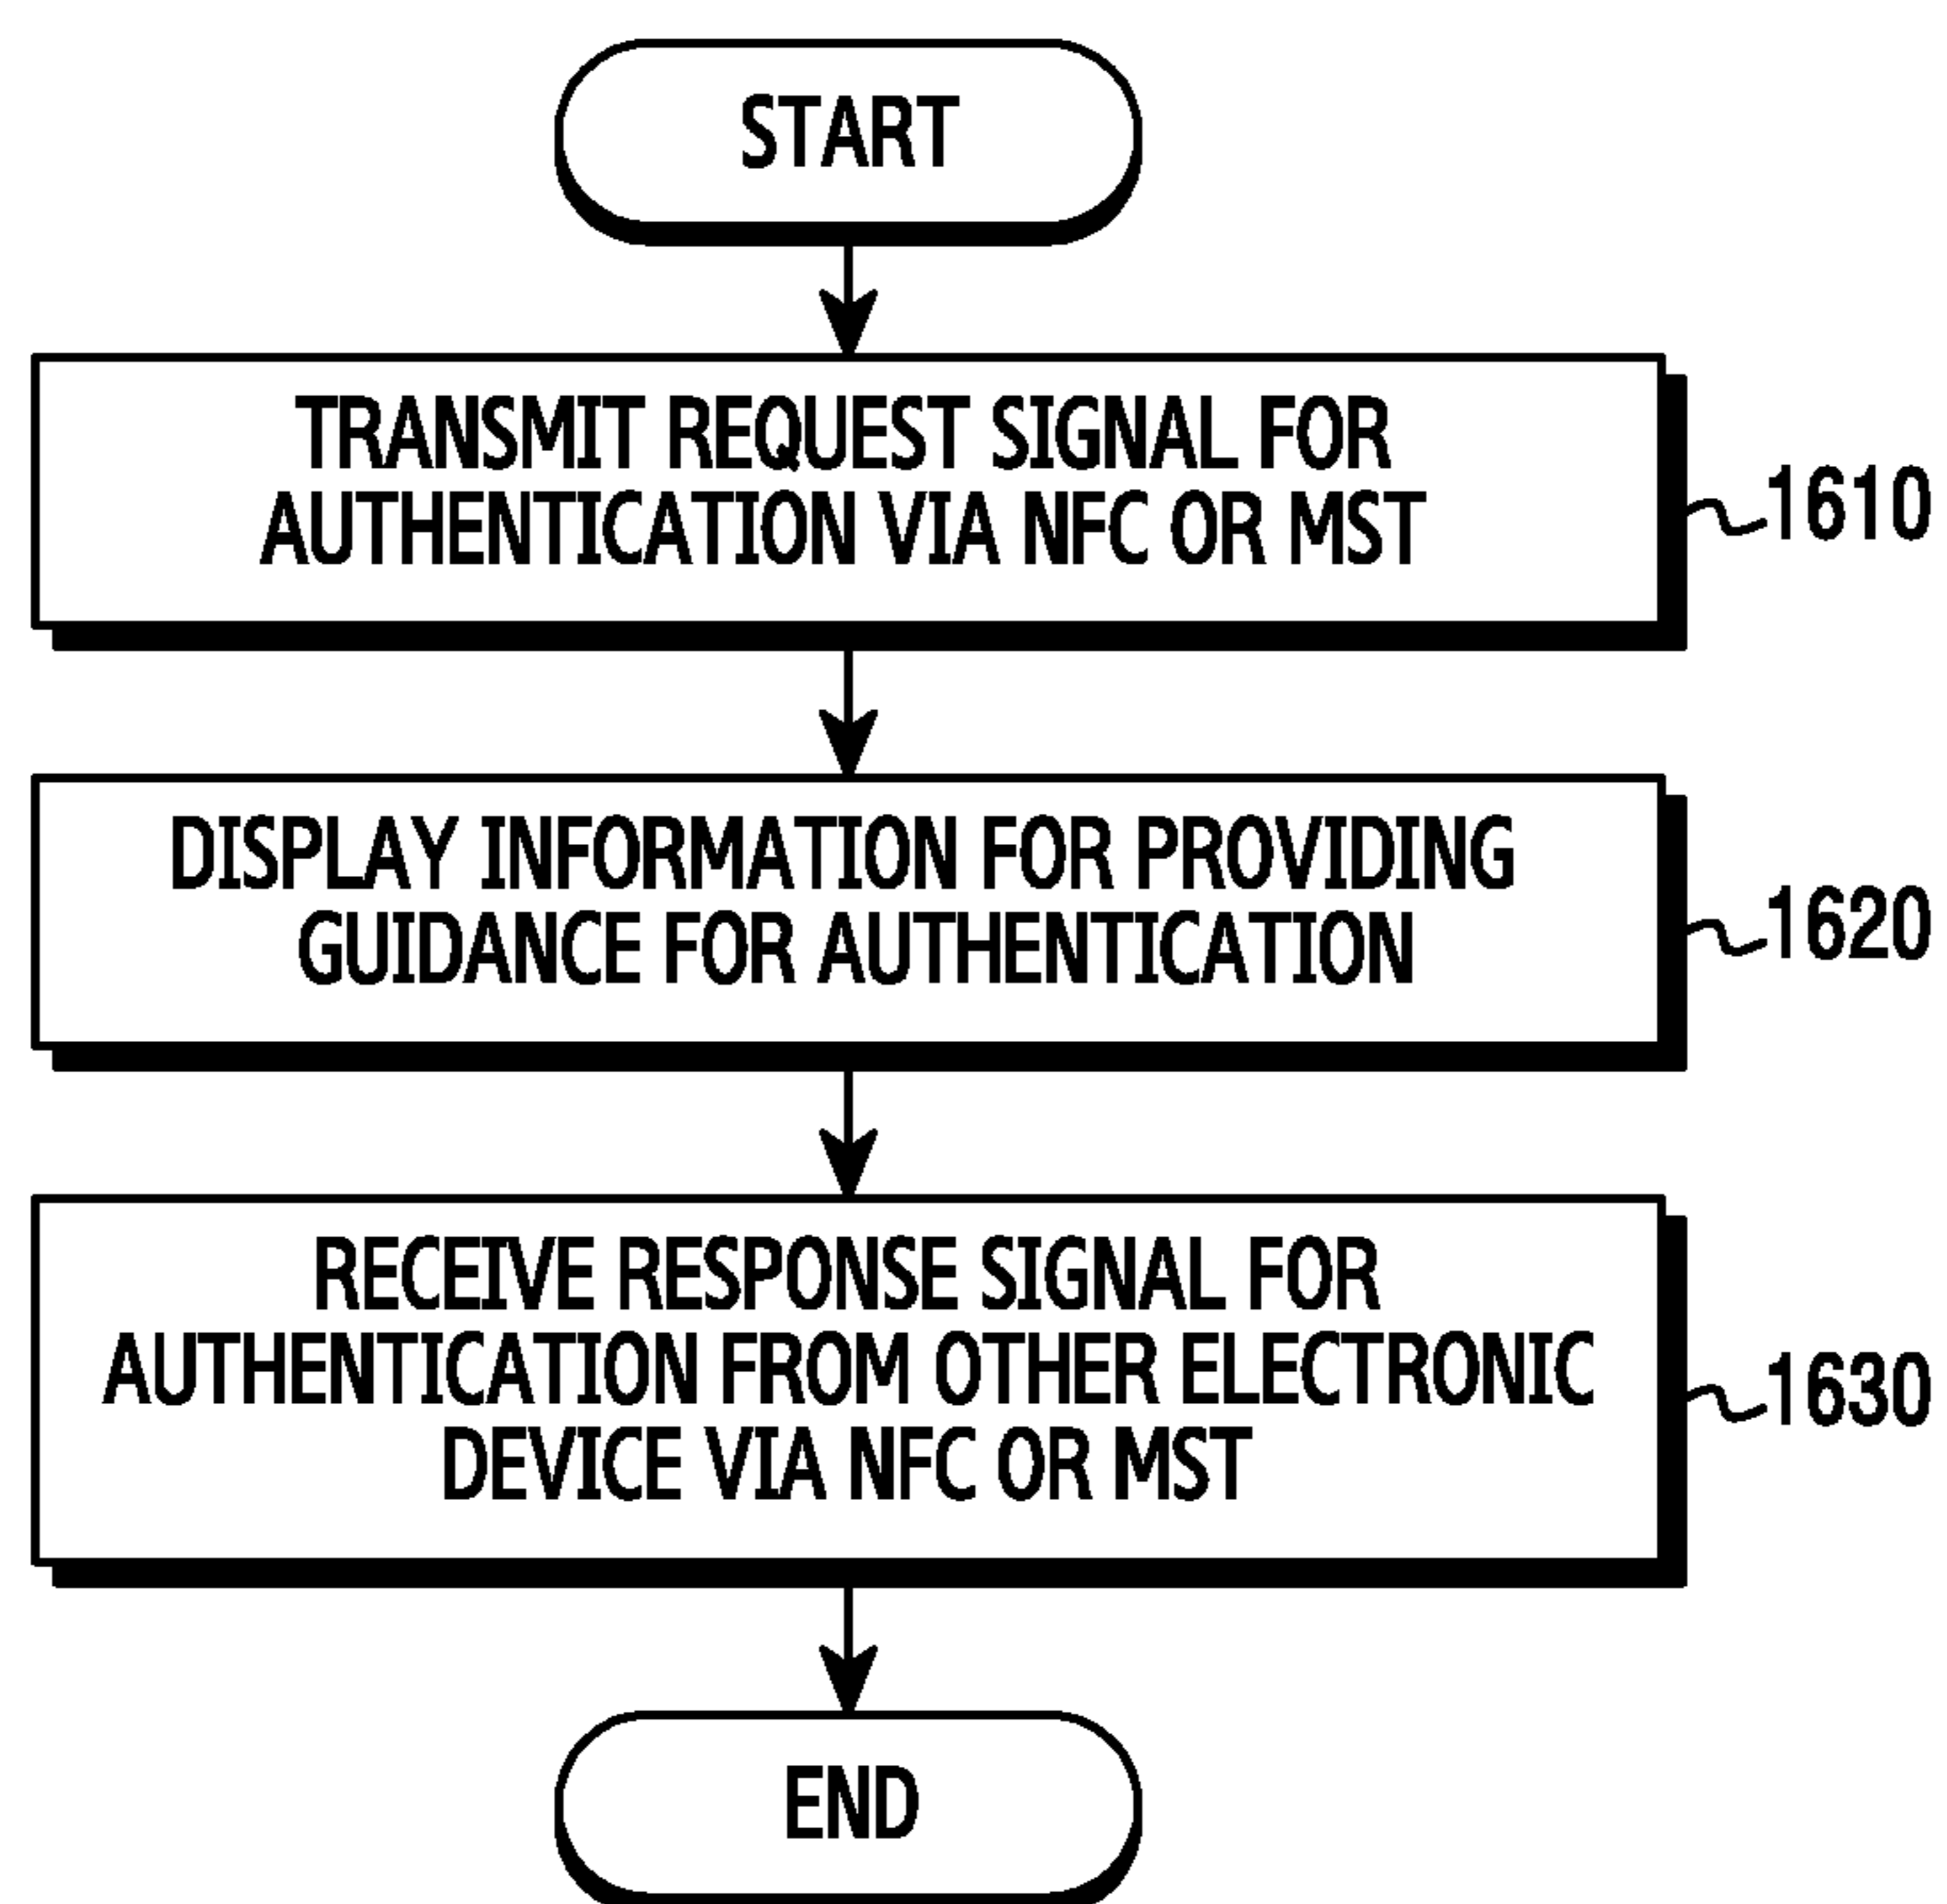 START
TRANSMIT REQUEST SIGNAL FOR
AUTHENTICATION VIA NFC OR MST
1610
DISPLAY INFORMATION FOR PROVIDING
GUIDANCE FOR AUTHENTICATION
1620
RECEIVE RESPONSE SIGNAL FOR
AUTHENTICATION FROM OTHER ELECTRONIC
DEVICE VIA NFC OR MST
1630
END